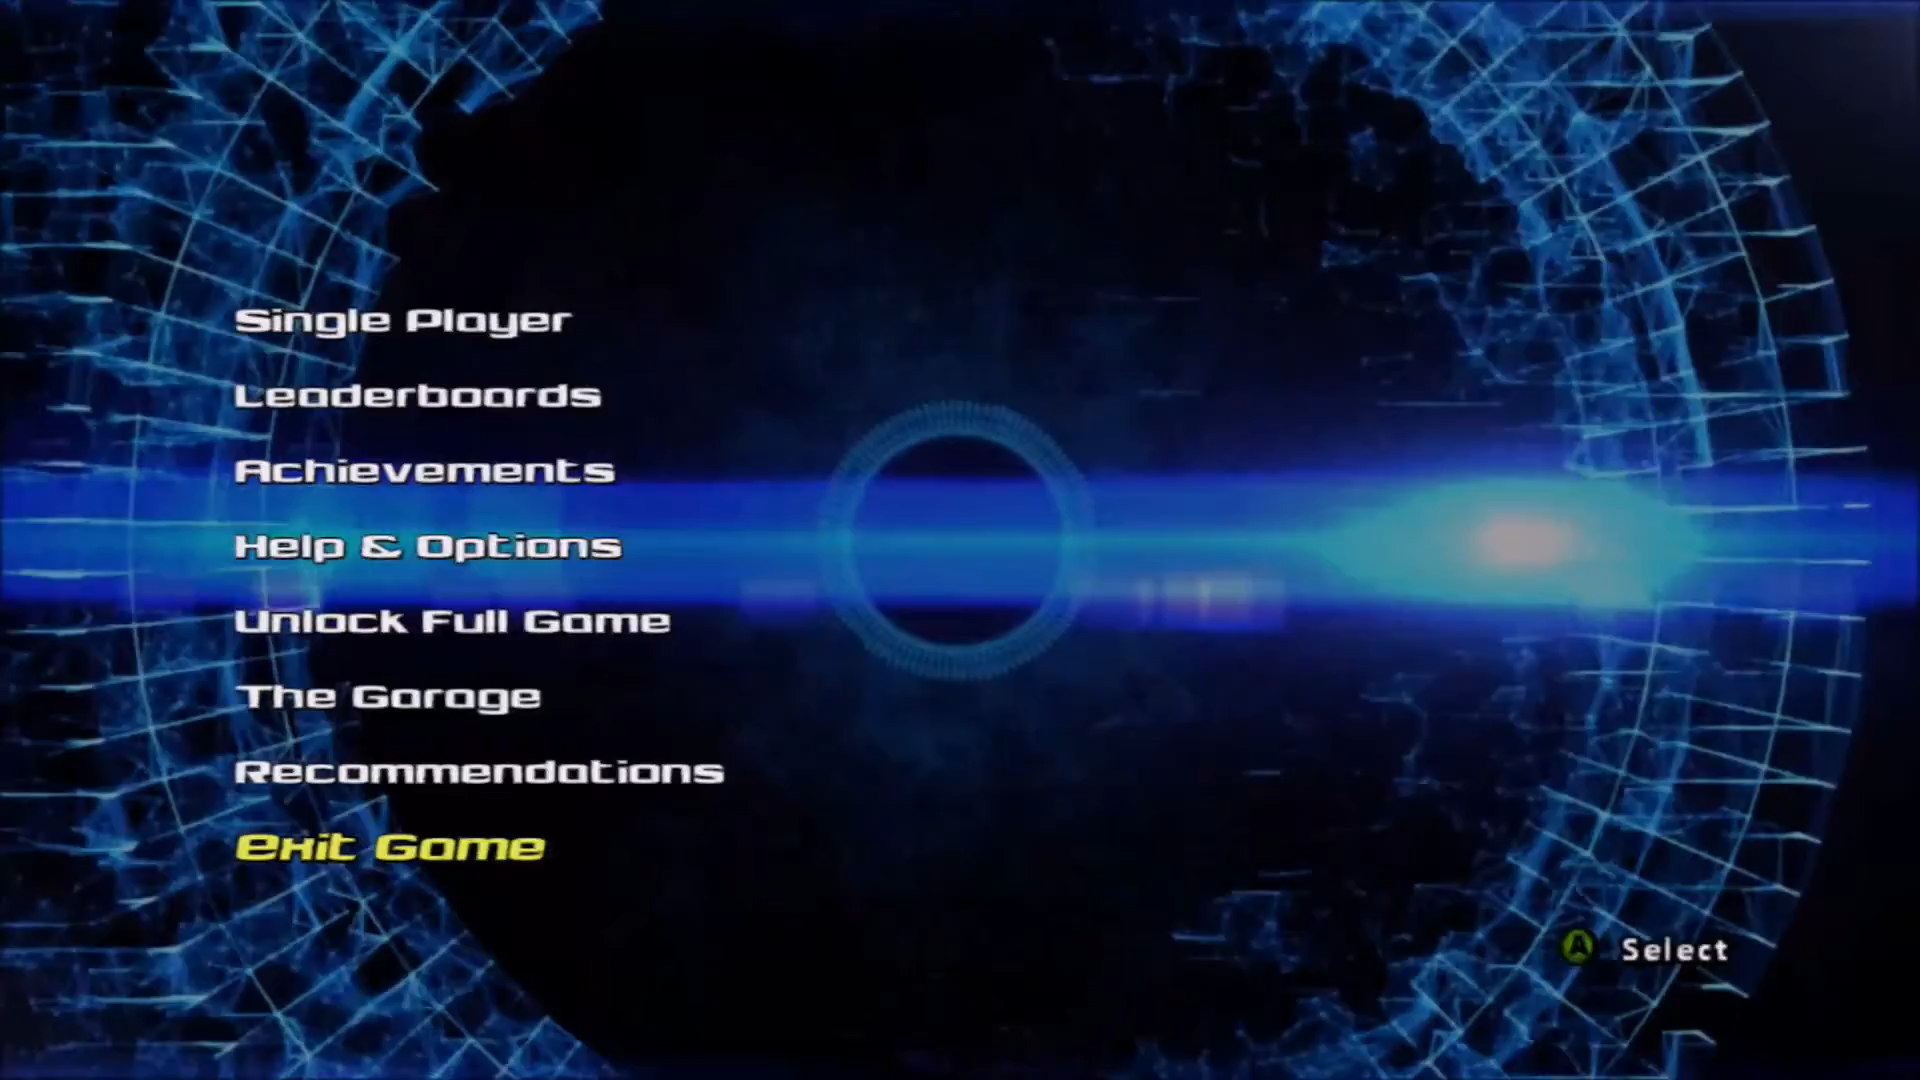 Single Player
Leaderboards
Achievements
Help & Options
Unlock Full Game
The Garage
Recommendations
Exit Game
A Select